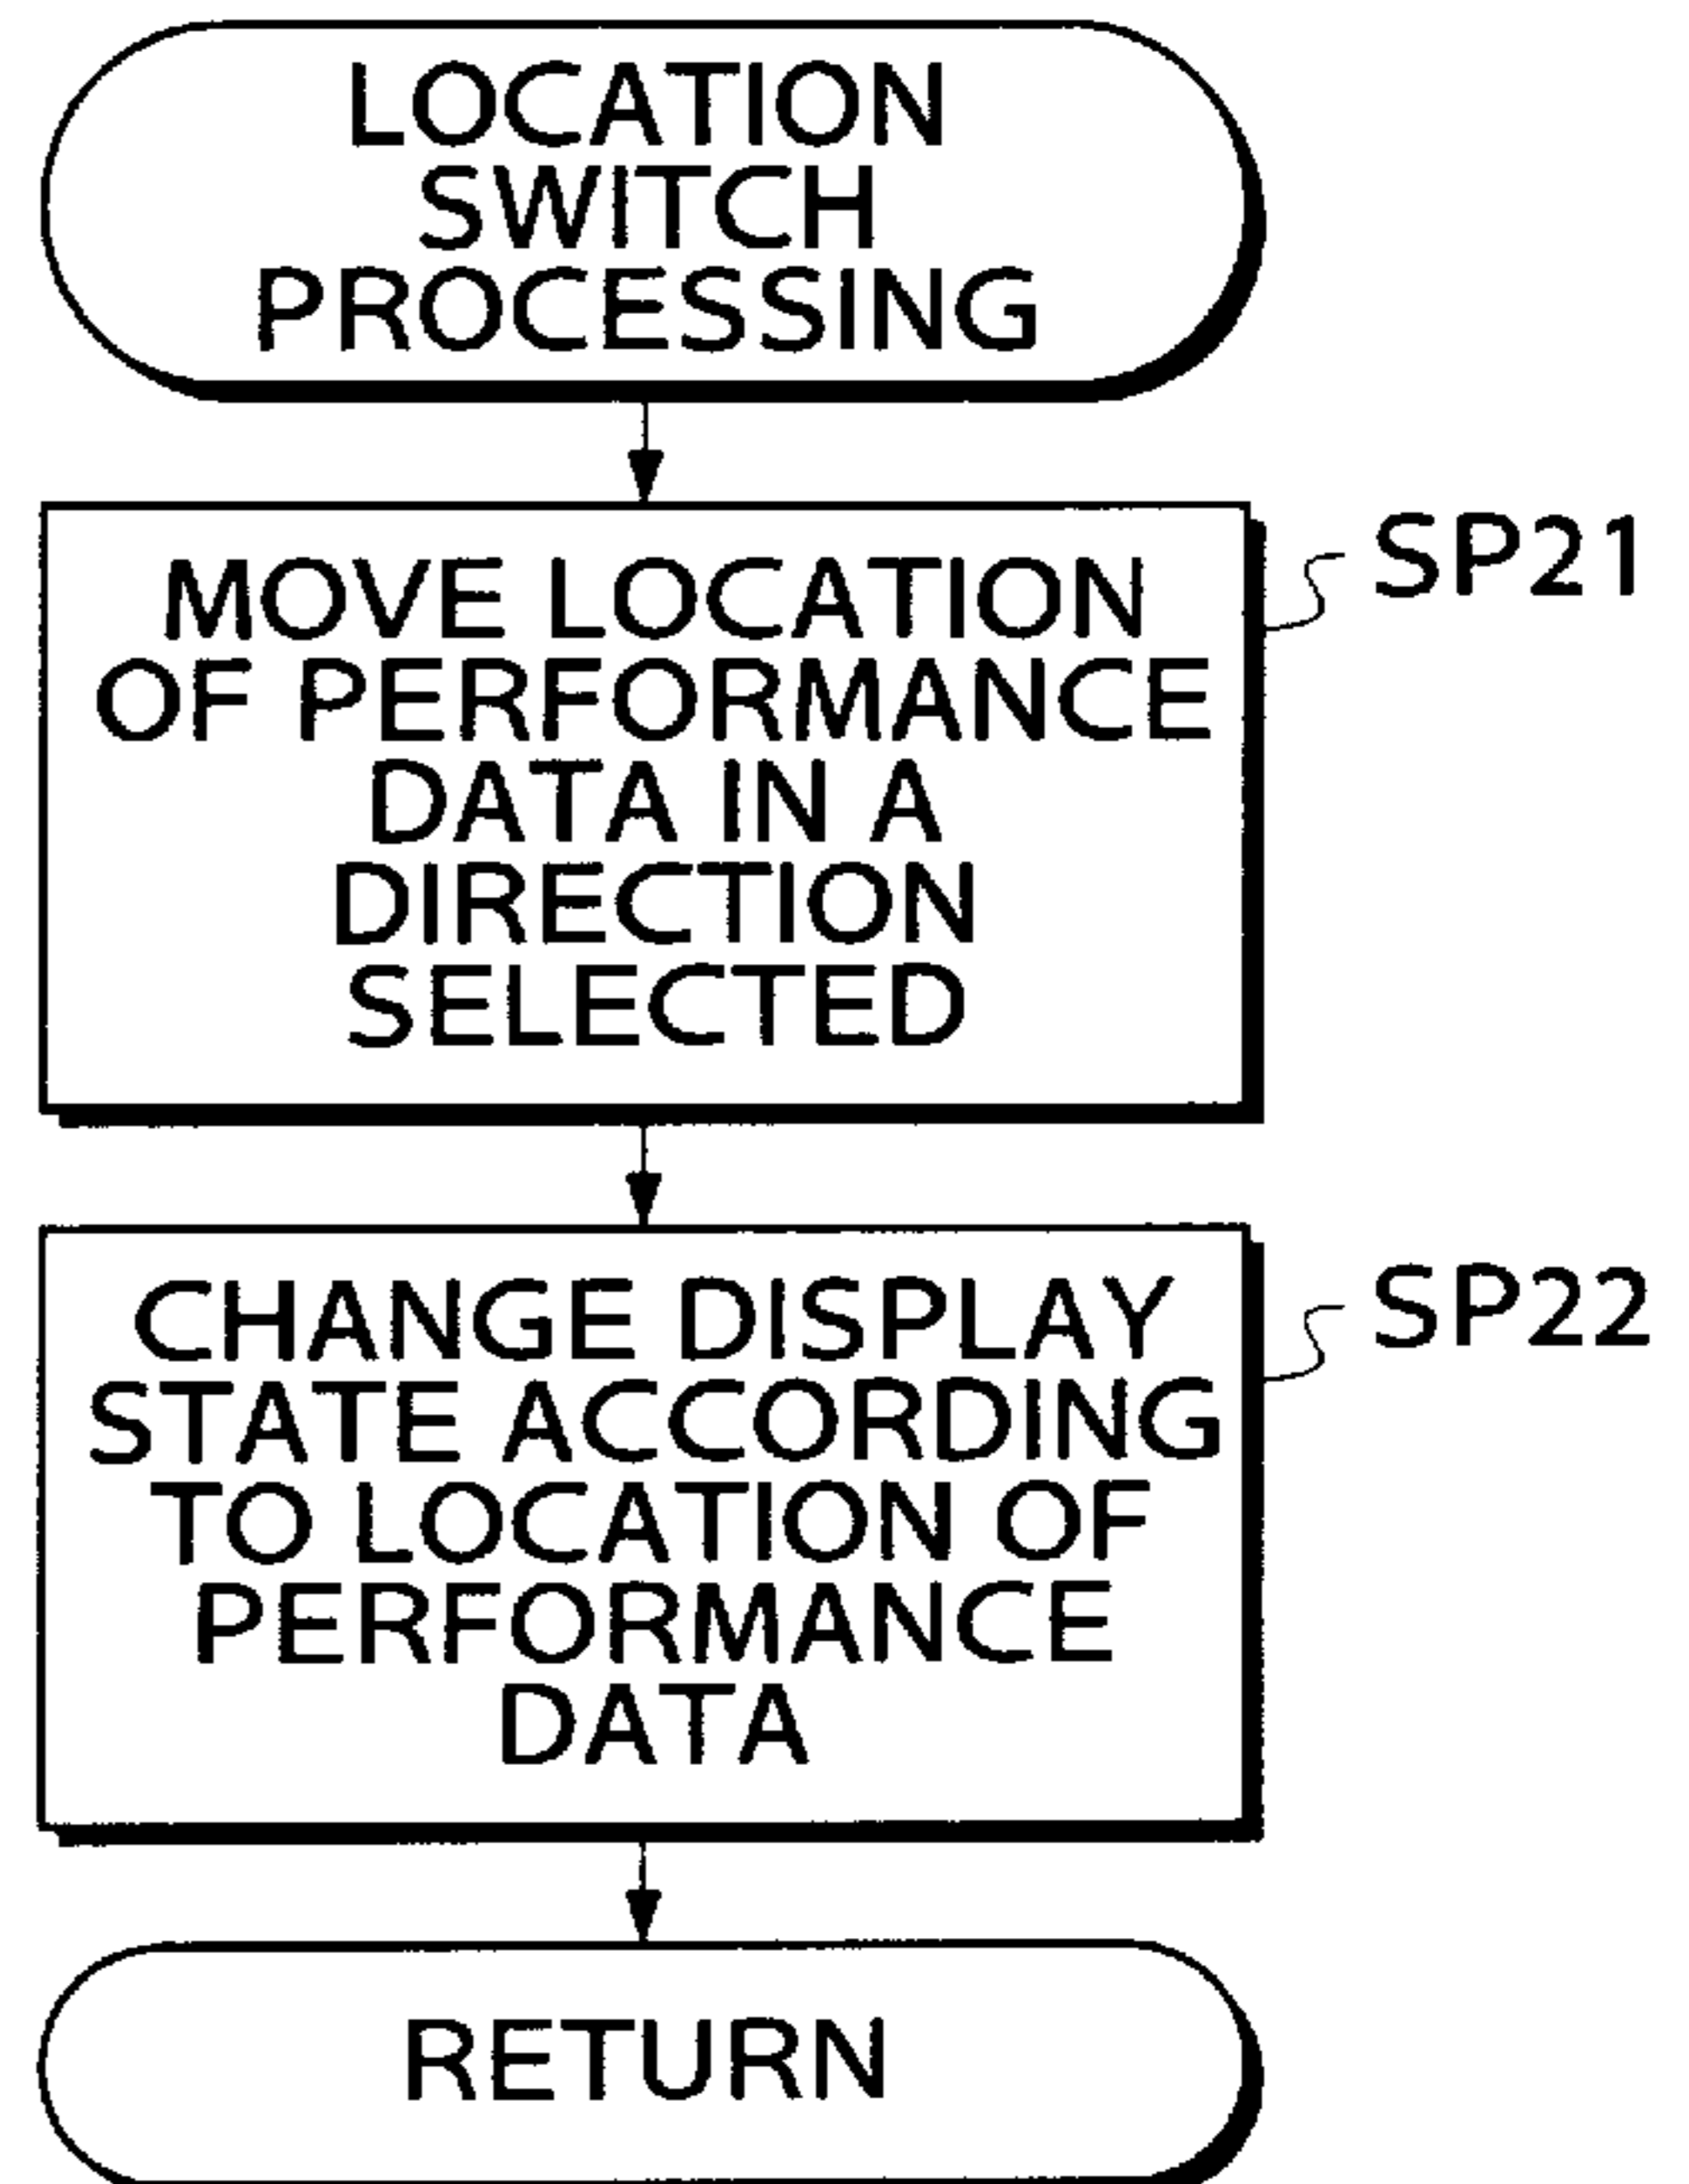 LOCATION
SWITCH
PROCESSING
MOVE LOCATION
OF PERFORMANCE
DATA IN A
DIRECTION
SELECTED
SP21
CHANGE DISPLAY
STATE ACCORDING
TO LOCATION OF
PERFORMANCE
DATA
SP22
RETURN